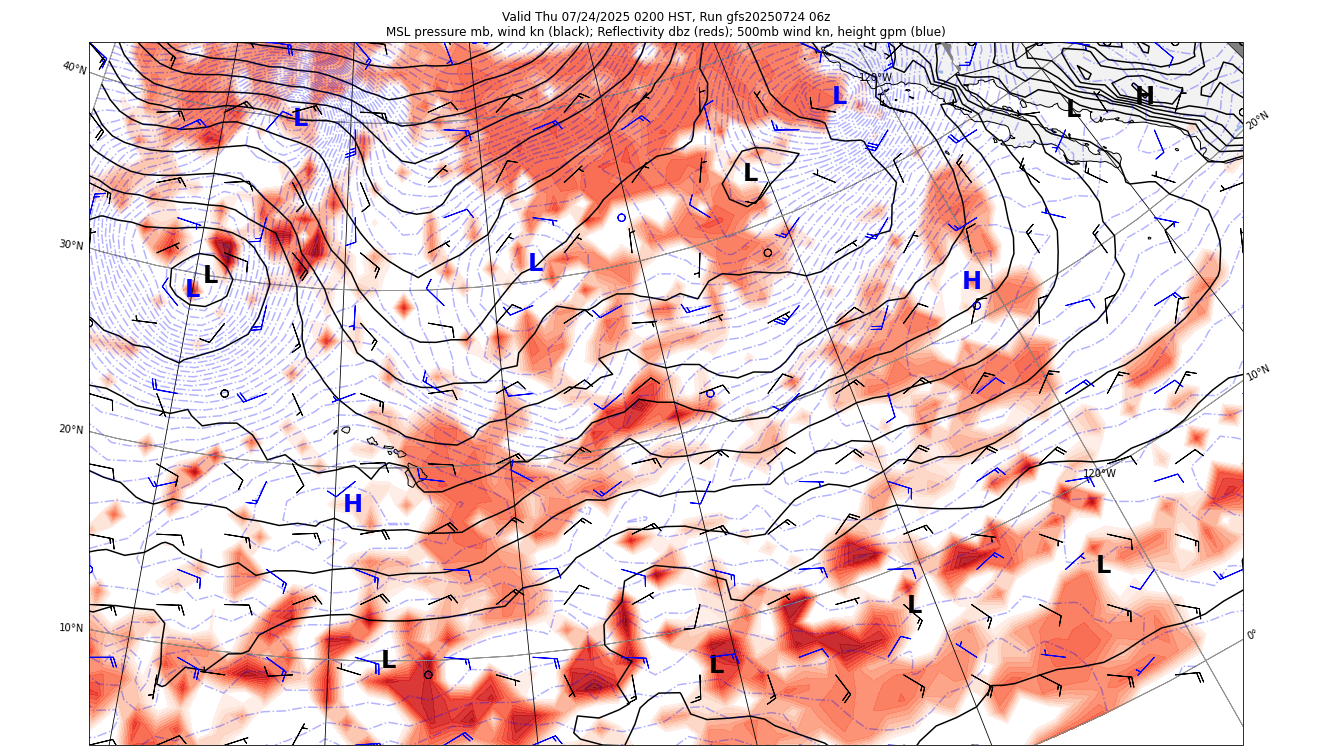 Valid Thu 07/24/2025 0200 HST, Run gfs20250724 06z
MSL pressure mb, wind kn (black); Reflectivity dbz (reds); 500mb wind kn, height gpm (blue)
40°N
120°W
L
H
L
L
20°N
L
30°N
L
L
L
H
L
10°N
20°N
120°W
H
L
L
10°N
0°
L
L